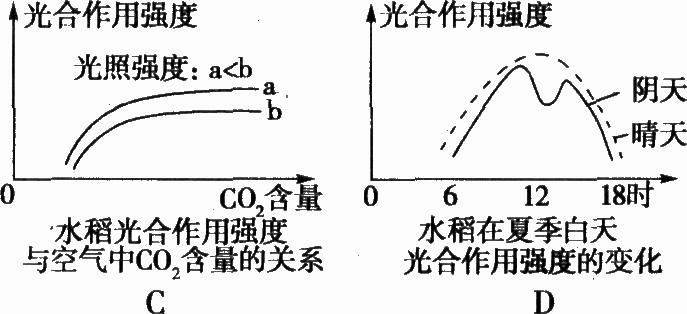 光合作用强度
光照强度：a<b
a
b
0
CO₂含量
水稻光合作用强度
与空气中CO₂含量的关系
C
光合作用强度
阴天
晴天
0 6 12 18时
水稻在夏季白天
光合作用强度的变化
D